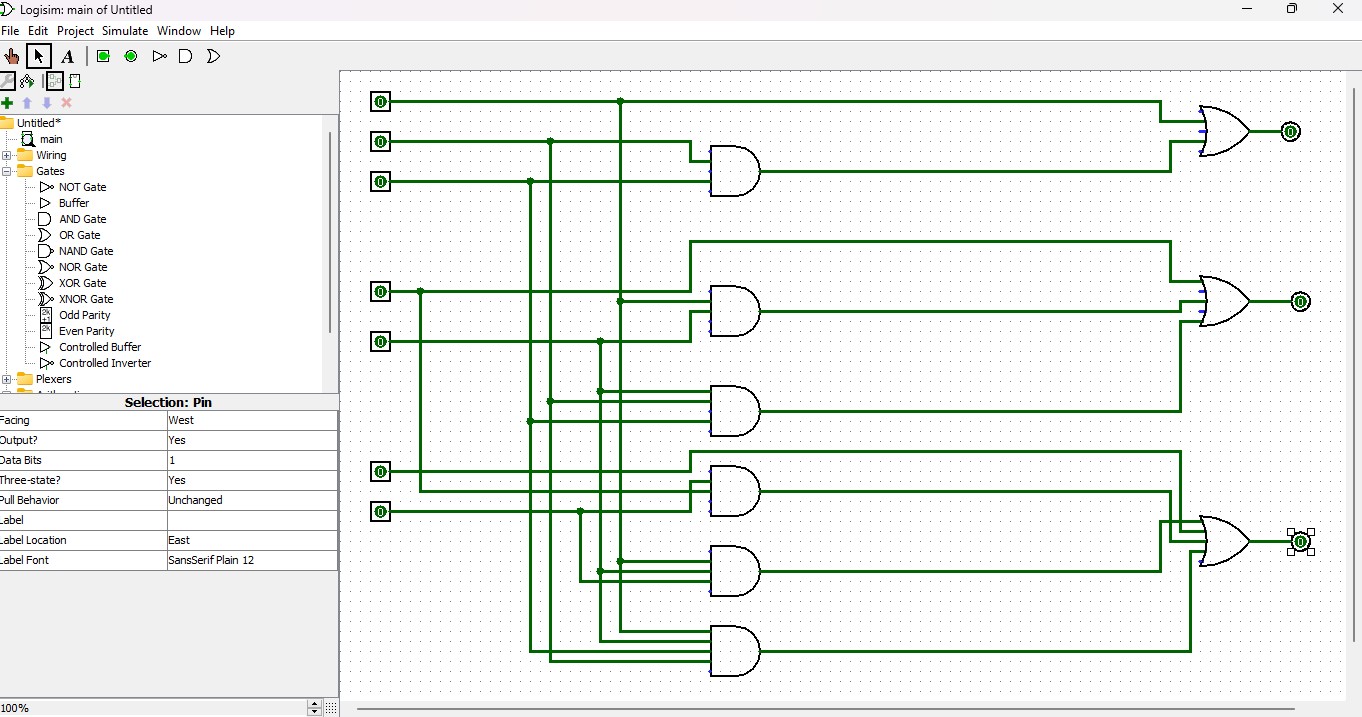 Logisim: main of Untitled
File Edit Project Simulate Window Help
A
Untitled*
main
Wiring
Gates
NOT Gate
Buffer
AND Gate
OR Gate
NAND Gate
NOR Gate
XOR Gate
XNOR Gate
Odd Parity
Even Parity
Controlled Buffer
Controlled Inverter
Plexers
Selection: Pin
Facing West
Output? Yes
Data Bits 1
Three-state? Yes
Pull Behavior Unchanged
Label
Label Location East
Label Font SansSerif Plain 12
100%
0
0
0
0
0
0
0
0
0
0